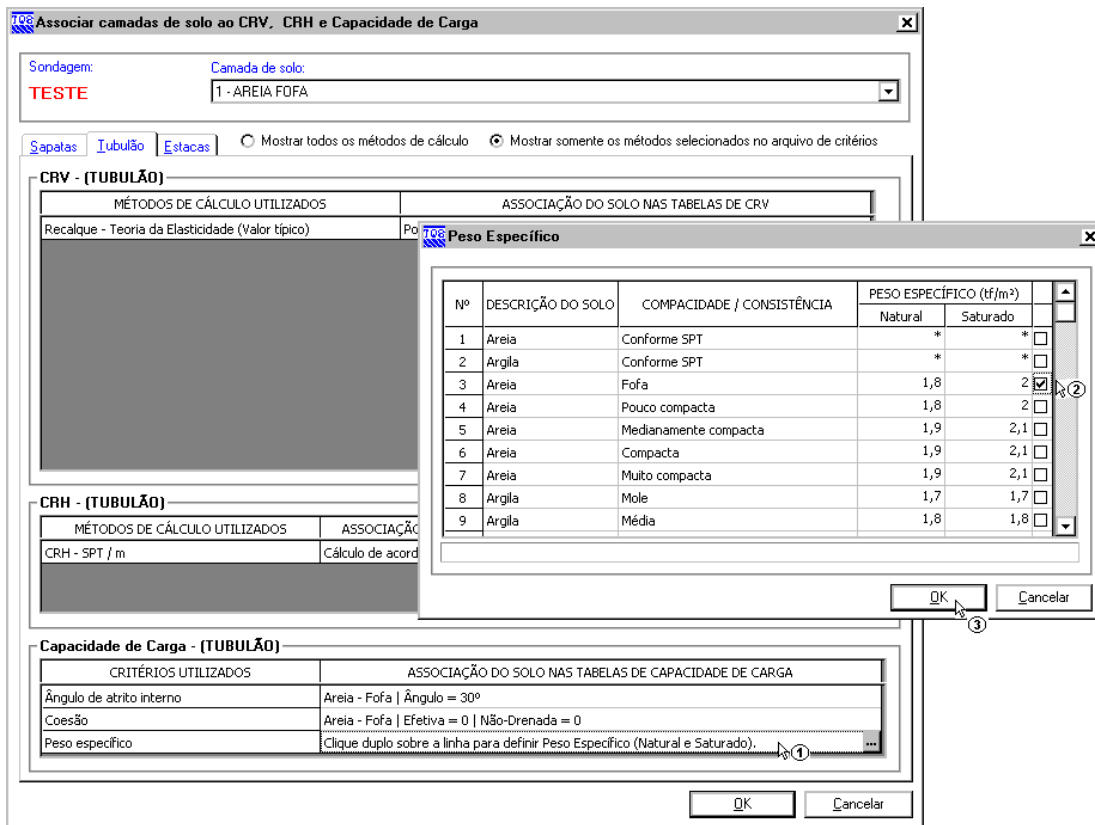 TQS Associar camadas de solo ao CRV, CRH e Capacidade de Carga
Sondagem: Camada de solo:
TESTE 1 - AREIA FOFA
Sapatas Tubulão Estacas Mostrar todos os métodos de cálculo Mostrar somente os métodos selecionados no arquivo de critérios
CRV - (TUBULÃO)
MÉTODOS DE CÁLCULO UTILIZADOS ASSOCIAÇÃO DO SOLO NAS TABELAS DE CRV
Recalque - Teoria da Elasticidade (Valor típico) Po
TQS Peso Específico
Nº DESCRIÇÃO DO SOLO COMPACIDADE / CONSISTÊNCIA PESO ESPECÍFICO (tf/m²)
Natural Saturado
1 Areia Conforme SPT * *
2 Argila Conforme SPT * *
3 Areia Fofa 1,8 2
4 Areia Pouco compacta 1,8 2
5 Areia Medianamente compacta 1,9 2,1
6 Areia Compacta 1,9 2,1
7 Areia Muito compacta 1,9 2,1
8 Argila Mole 1,7 1,7
9 Argila Média 1,8 1,8
2
OK Cancelar
3
CRH - (TUBULÃO)
MÉTODOS DE CÁLCULO UTILIZADOS ASSOCIAÇÃO
CRH - SPT / m Cálculo de acord
Capacidade de Carga - (TUBULÃO)
CRITÉRIOS UTILIZADOS ASSOCIAÇÃO DO SOLO NAS TABELAS DE CAPACIDADE DE CARGA
Ângulo de atrito interno Areia - Fofa | Ângulo = 30º
Coesão Areia - Fofa | Efetiva = 0 | Não-Drenada = 0
Peso específico Clique duplo sobre a linha para definir Peso Específico (Natural e Saturado). ...
1
OK Cancelar